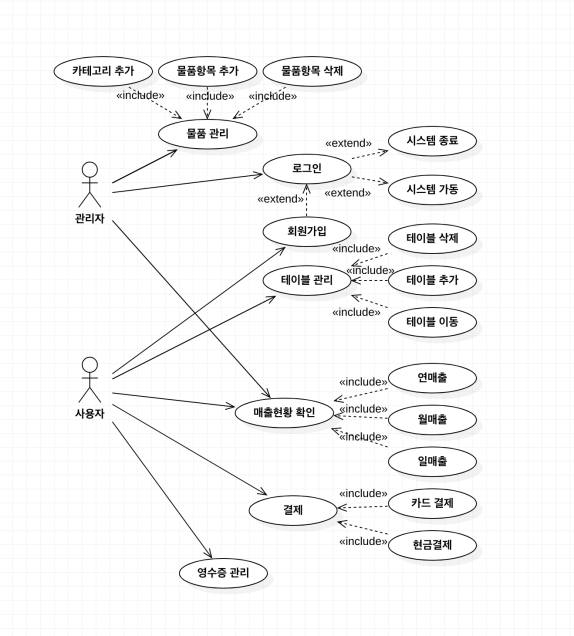 카테고리 추가
물품항목 추가
물품항목 삭제
«include»
«include»
«include»
물품 관리
관리자
로그인
«extend»
시스템 종료
«extend»
시스템 가동
«extend»
회원가입
«include»
테이블 삭제
테이블 관리
«include»
테이블 추가
«include»
테이블 이동
사용자
매출현황 확인
«include»
연매출
«include»
월매출
«include»
일매출
결제
«include»
카드 결제
«include»
현금결제
영수증 관리